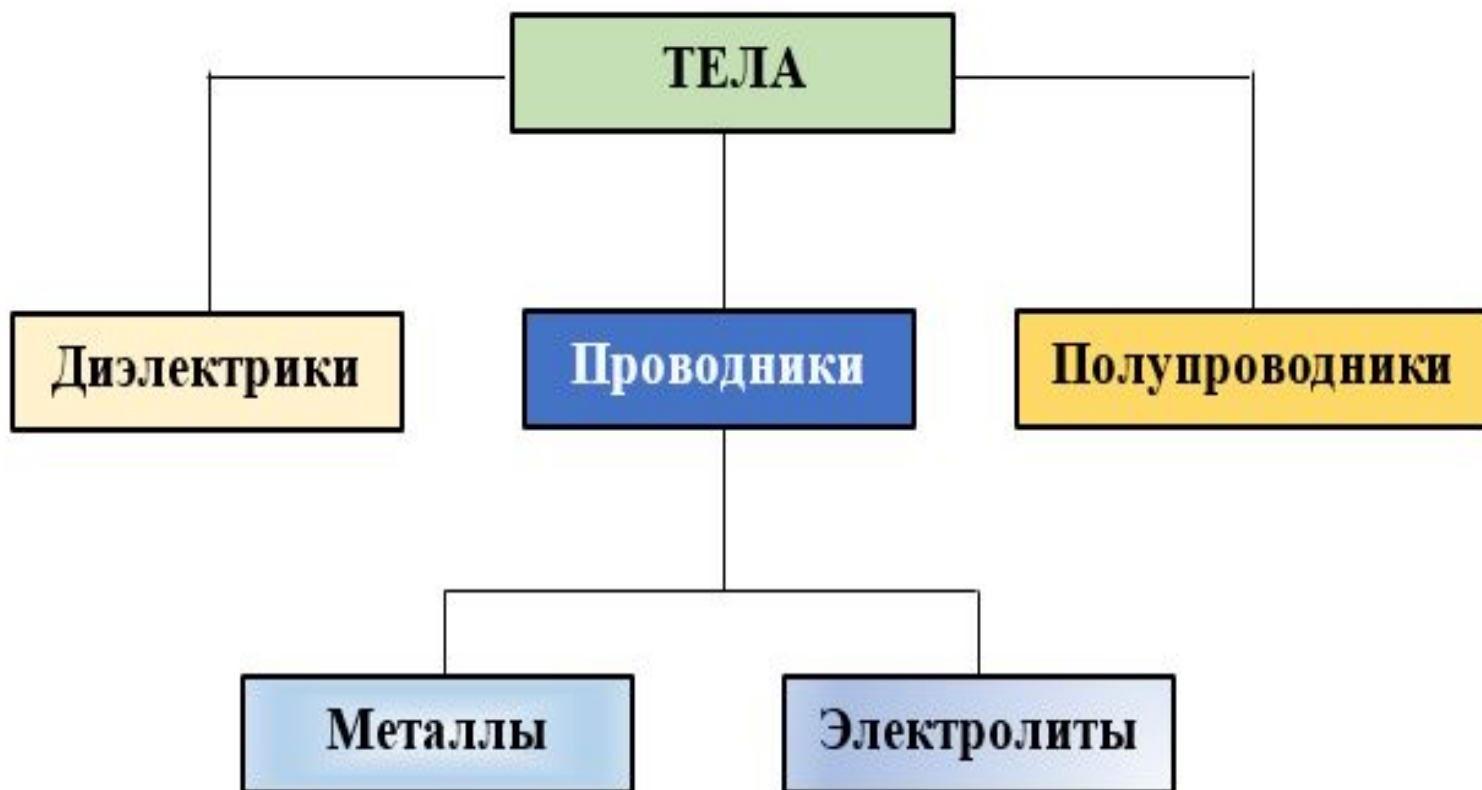 ТЕЛА
Диэлектрики
Проводники
Полупроводники
Металлы
Электролиты